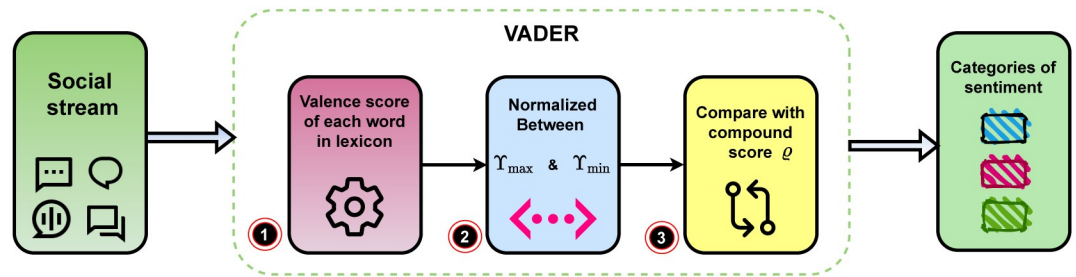 VADER
Social
stream
Valence score
of each word
in lexicon
1
Normalized
Between
ϒmax & ϒmin
2
Compare with
compound
score ϱ
3
Categories of
sentiment